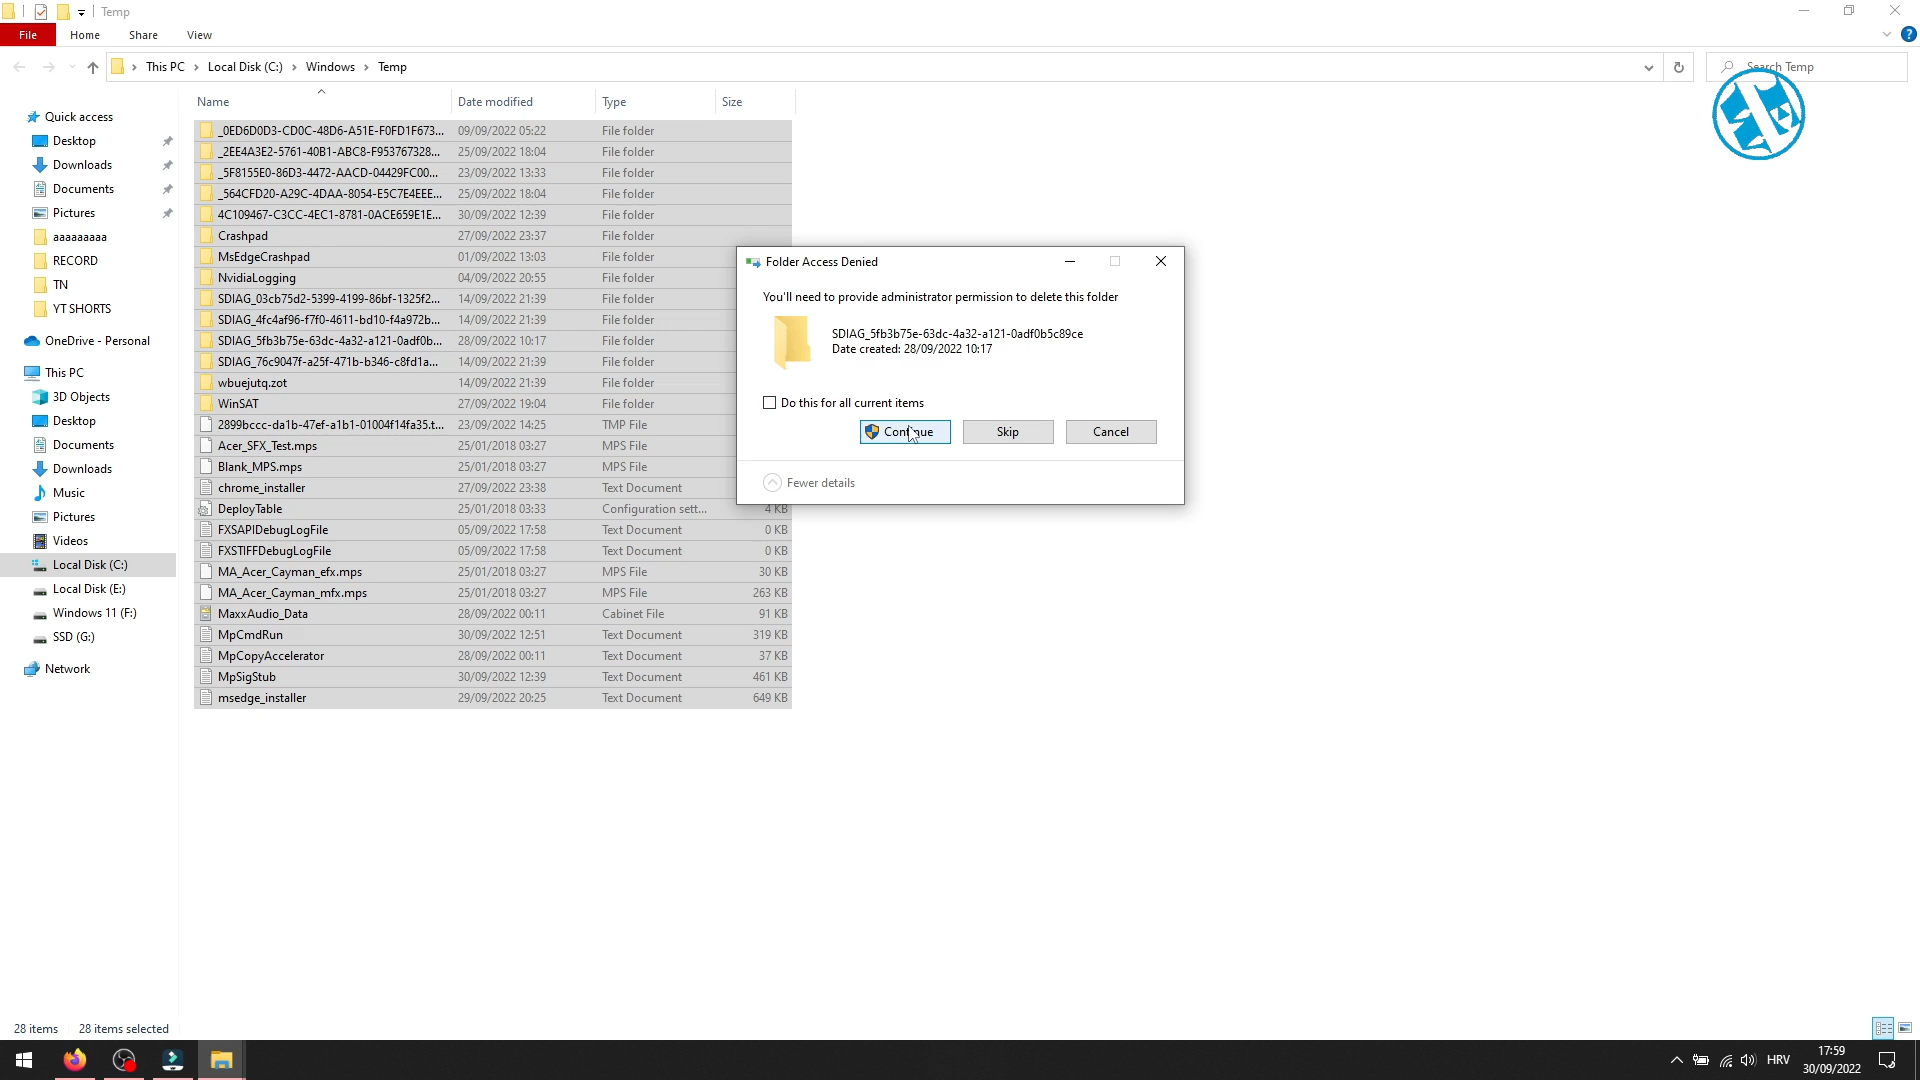 Temp
File Home Share View
This PC Local Disk (C:) Windows Temp
Search Temp
Name Date modified Type Size
Quick access
Desktop
Downloads
Documents
Pictures
aaaaaaaaa
RECORD
TN
YT SHORTS
OneDrive - Personal
This PC
3D Objects
Desktop
Documents
Downloads
Music
Pictures
Videos
Local Disk (C:)
Local Disk (E:)
Windows 11 (F:)
SSD (G:)
Network
_0ED6D0D3-CD0C-48D6-A51E-F0FD1F673... 09/09/2022 05:22 File folder
_2EE4A3E2-5761-40B1-ABC8-F953767328... 25/09/2022 18:04 File folder
_5F8155E0-86D3-4472-AACD-04429FC00... 23/09/2022 13:33 File folder
_564CFD20-A29C-4DAA-8054-E5C7E4EEE... 25/09/2022 18:04 File folder
4C109467-C3CC-4EC1-8781-0ACE659E1E... 30/09/2022 12:39 File folder
Crashpad 27/09/2022 23:37 File folder
MsEdgeCrashpad 01/09/2022 13:03 File folder
NvidiaLogging 04/09/2022 20:55 File folder
SDIAG_03cb75d2-5399-4199-86bf-1325f2... 14/09/2022 21:39 File folder
SDIAG_4fc4af96-f7f0-4611-bd10-f4a972b... 14/09/2022 21:39 File folder
SDIAG_5fb3b75e-63dc-4a32-a121-0adf0b... 28/09/2022 10:17 File folder
SDIAG_76c9047f-a25f-471b-b346-c8fd1a... 14/09/2022 21:39 File folder
wbuejutq.zot 14/09/2022 21:39 File folder
WinSAT 27/09/2022 19:04 File folder
2899bccc-da1b-47ef-a1b1-01004f14fa35.t... 23/09/2022 14:25 TMP File
Acer_SFX_Test.mps 25/01/2018 03:27 MPS File
Blank_MPS.mps 25/01/2018 03:27 MPS File
chrome_installer 27/09/2022 23:38 Text Document
DeployTable 25/01/2018 03:33 Configuration sett... 4 KB
FXSAPIDebugLogFile 05/09/2022 17:58 Text Document 0 KB
FXSTIFFDebugLogFile 05/09/2022 17:58 Text Document 0 KB
MA_Acer_Cayman_efx.mps 25/01/2018 03:27 MPS File 30 KB
MA_Acer_Cayman_mfx.mps 25/01/2018 03:27 MPS File 263 KB
MaxxAudio_Data 28/09/2022 00:11 Cabinet File 91 KB
MpCmdRun 30/09/2022 12:51 Text Document 319 KB
MpCopyAccelerator 28/09/2022 00:11 Text Document 37 KB
MpSigStub 30/09/2022 12:39 Text Document 461 KB
msedge_installer 29/09/2022 20:25 Text Document 649 KB
Folder Access Denied
You'll need to provide administrator permission to delete this folder
SDIAG_5fb3b75e-63dc-4a32-a121-0adf0b5c89ce
Date created: 28/09/2022 10:17
Do this for all current items
Continue Skip Cancel
Fewer details
28 items 28 items selected
HRV 17:59
30/09/2022